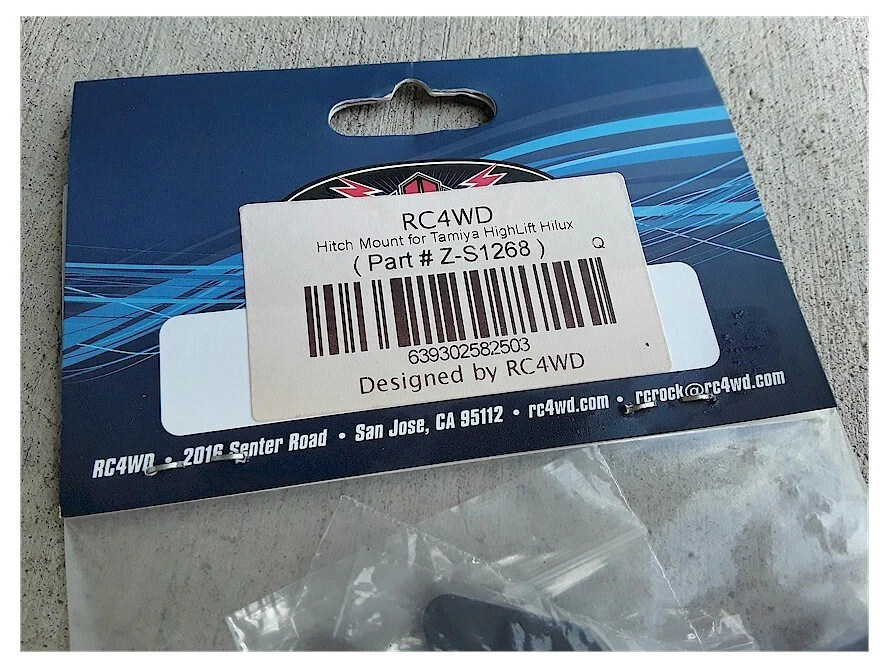 RC4WD
Hitch Mount for Tamiya HighLift Hilux
( Part # Z-S1268 )
Q
639302582503
Designed by RC4WD
RC4WD • 2016 Senter Road • San Jose, CA 95112 • rc4wd.com • rcrock@rc4wd.com